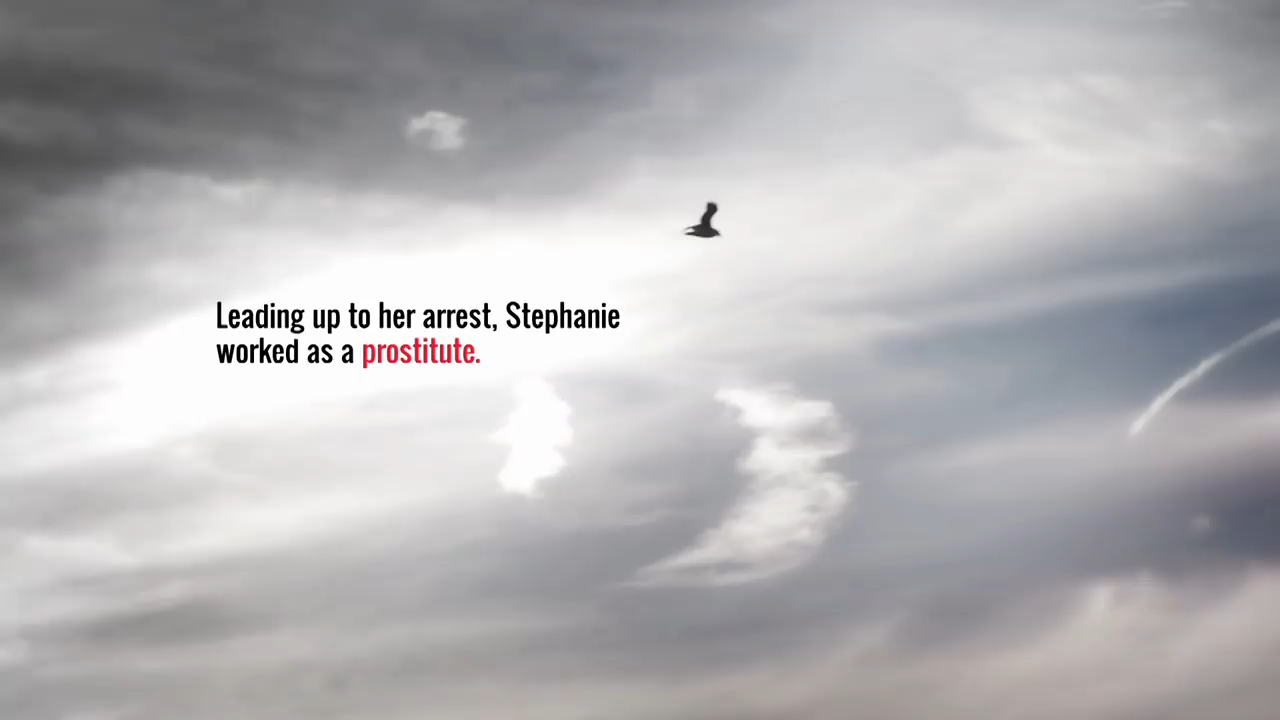 Leading up to her arrest, Stephanie
worked as a prostitute.